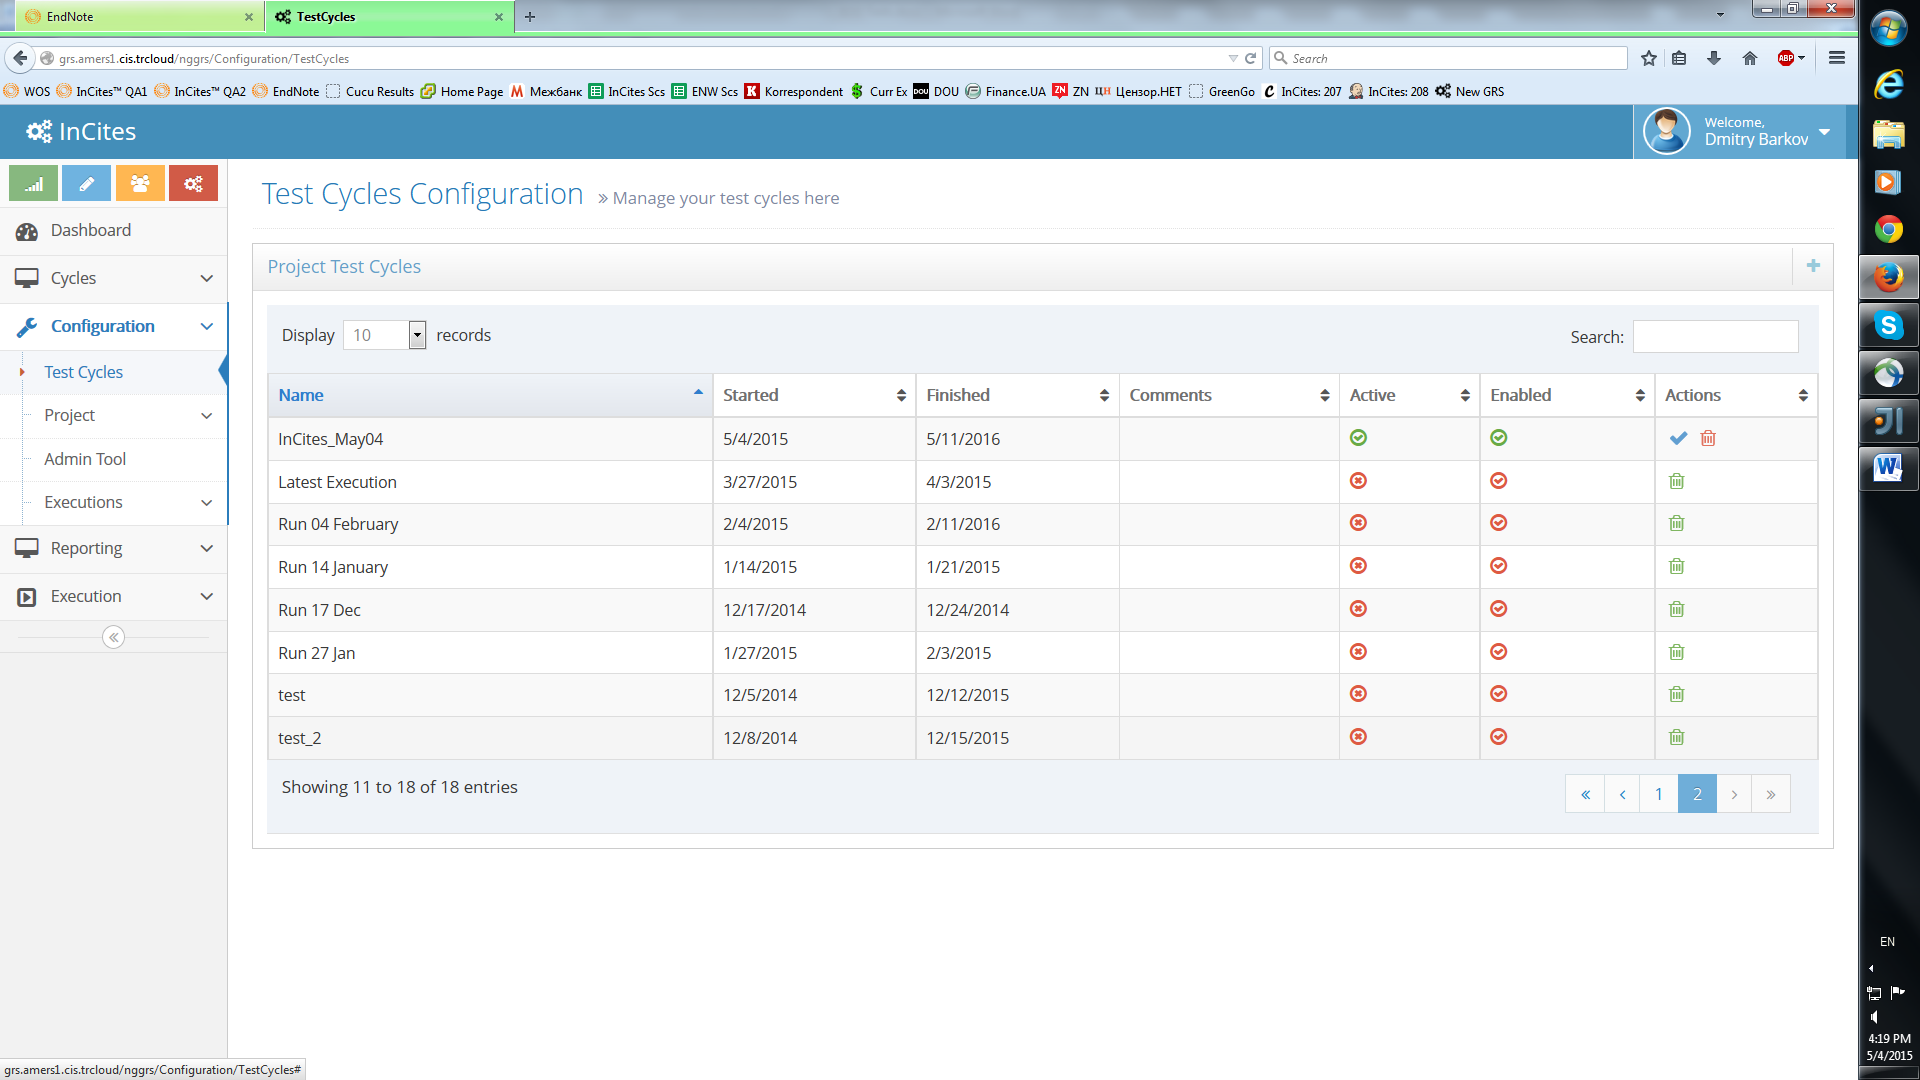 EndNote
TestCycles
grs.amers1.cis.trcloud/nggrs/Configuration/TestCycles
Search
ABP
WOS InCites™ QA1 InCites™ QA2 EndNote Cucu Results Home Page Межбанк InCites Scs ENW Scs Korrespondent Curr Ex DOU Finance.UA ZN Цензор.НЕТ GreenGo InCites: 207 InCites: 208 New GRS
InCites
Welcome,
Dmitry Barkov
Dashboard
Cycles
Configuration
Test Cycles
Project
Admin Tool
Executions
Reporting
Execution
Test Cycles Configuration » Manage your test cycles here
Project Test Cycles
Display 10 records
Search:
Name Started Finished Comments Active Enabled Actions
InCites_May04 5/4/2015 5/11/2016
Latest Execution 3/27/2015 4/3/2015
Run 04 February 2/4/2015 2/11/2016
Run 14 January 1/14/2015 1/21/2015
Run 17 Dec 12/17/2014 12/24/2014
Run 27 Jan 1/27/2015 2/3/2015
test 12/5/2014 12/12/2015
test_2 12/8/2014 12/15/2015
Showing 11 to 18 of 18 entries
« ‹ 1 2 › »
grs.amers1.cis.trcloud/nggrs/Configuration/TestCycles#
EN
4:19 PM
5/4/2015